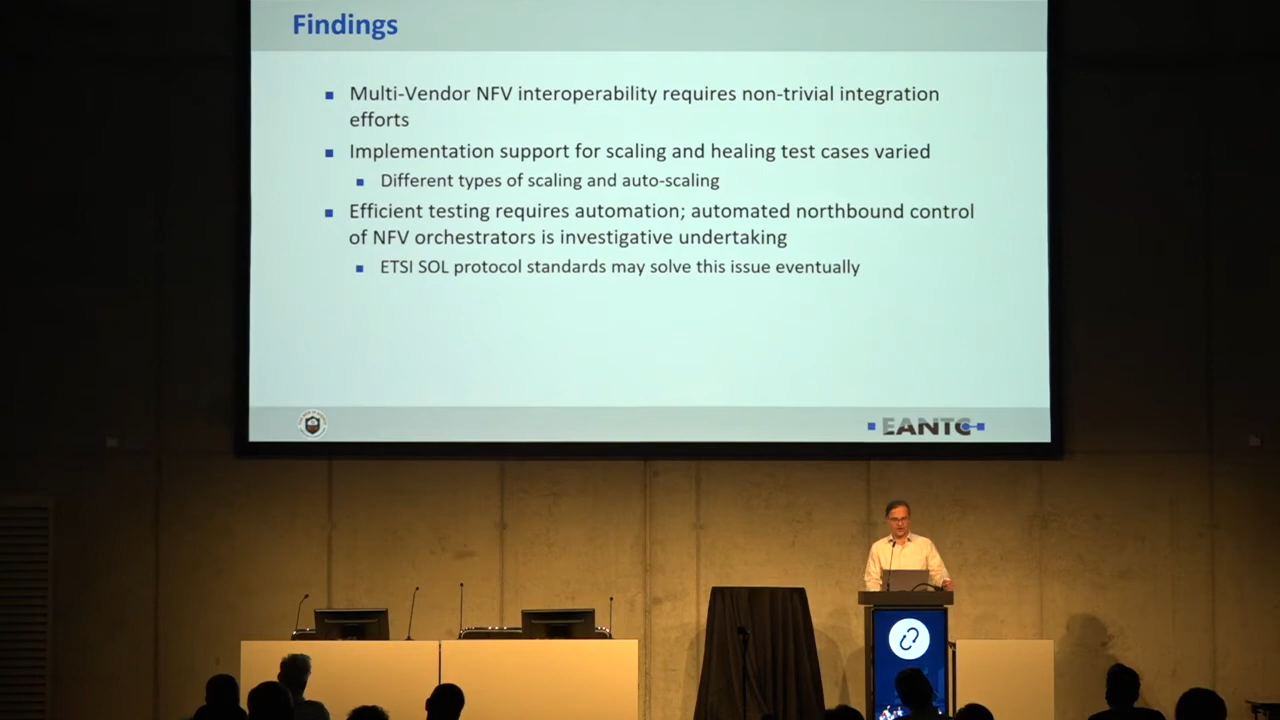 Findings
Multi-Vendor NFV interoperability requires non-trivial integration
efforts
Implementation support for scaling and healing test cases varied
Different types of scaling and auto-scaling
Efficient testing requires automation; automated northbound control
of NFV orchestrators is investigative undertaking
ETSI SOL protocol standards may solve this issue eventually
EANTC